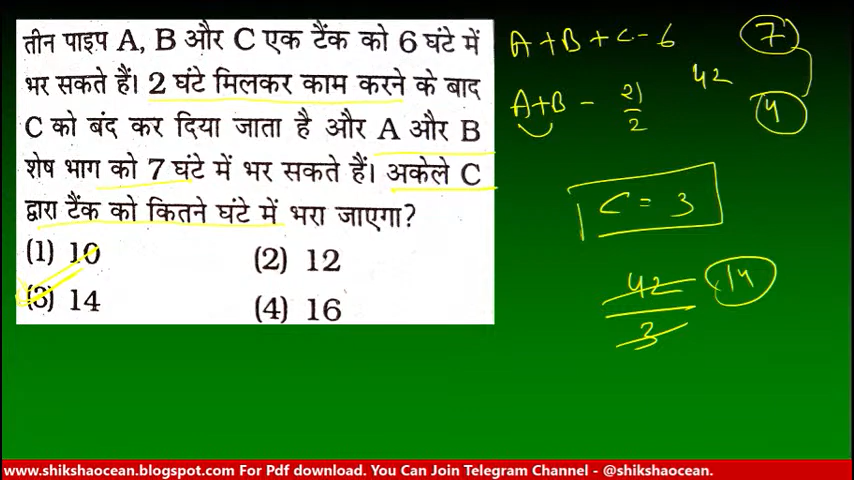 तीन पाइप A, B और C एक टैंक को 6 घंटे में
भर सकते हैं। 2 घंटे मिलकर काम करने के बाद
C को बंद कर दिया जाता है और A और B
शेष भाग को 7 घंटे में भर सकते हैं। अकेले C
द्वारा टैंक को कितने घंटे में भरा जाएगा?
(1) 10 (2) 12
(3) 14 (4) 16
A+B+C-6 7
42
A+B - 21/2 4
C = 3
42/3 14
www.shikshaocean.blogspot.com For Pdf download. You Can Join Telegram Channel - @shikshaocean.